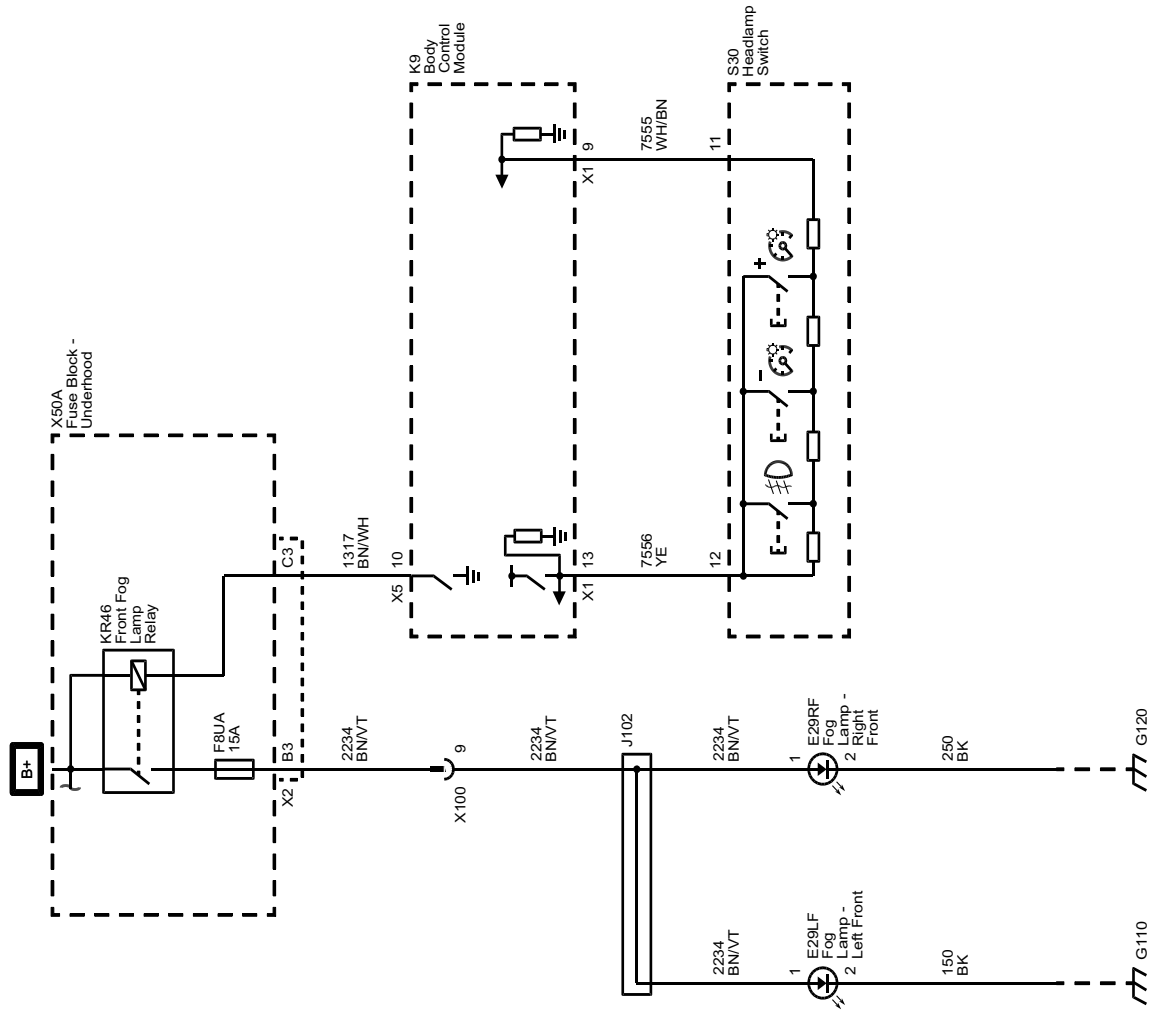 B+
X50A
Fuse Block -
Underhood
KR46
Front Fog
Lamp
Relay
F8UA
15A
X2
B3
C3
2234
BN/VT
1317
BN/WH
X100
9
2234
BN/VT
J102
2234
BN/VT
2234
BN/VT
1
E29LF
Fog
Lamp -
Left Front
2
150
BK
G110
1
E29RF
Fog
Lamp -
Right
Front
2
250
BK
G120
K9
Body
Control
Module
X5
10
X1
13
X1
9
7556
YE
7555
WH/BN
12
11
S30
Headlamp
Switch
-
+